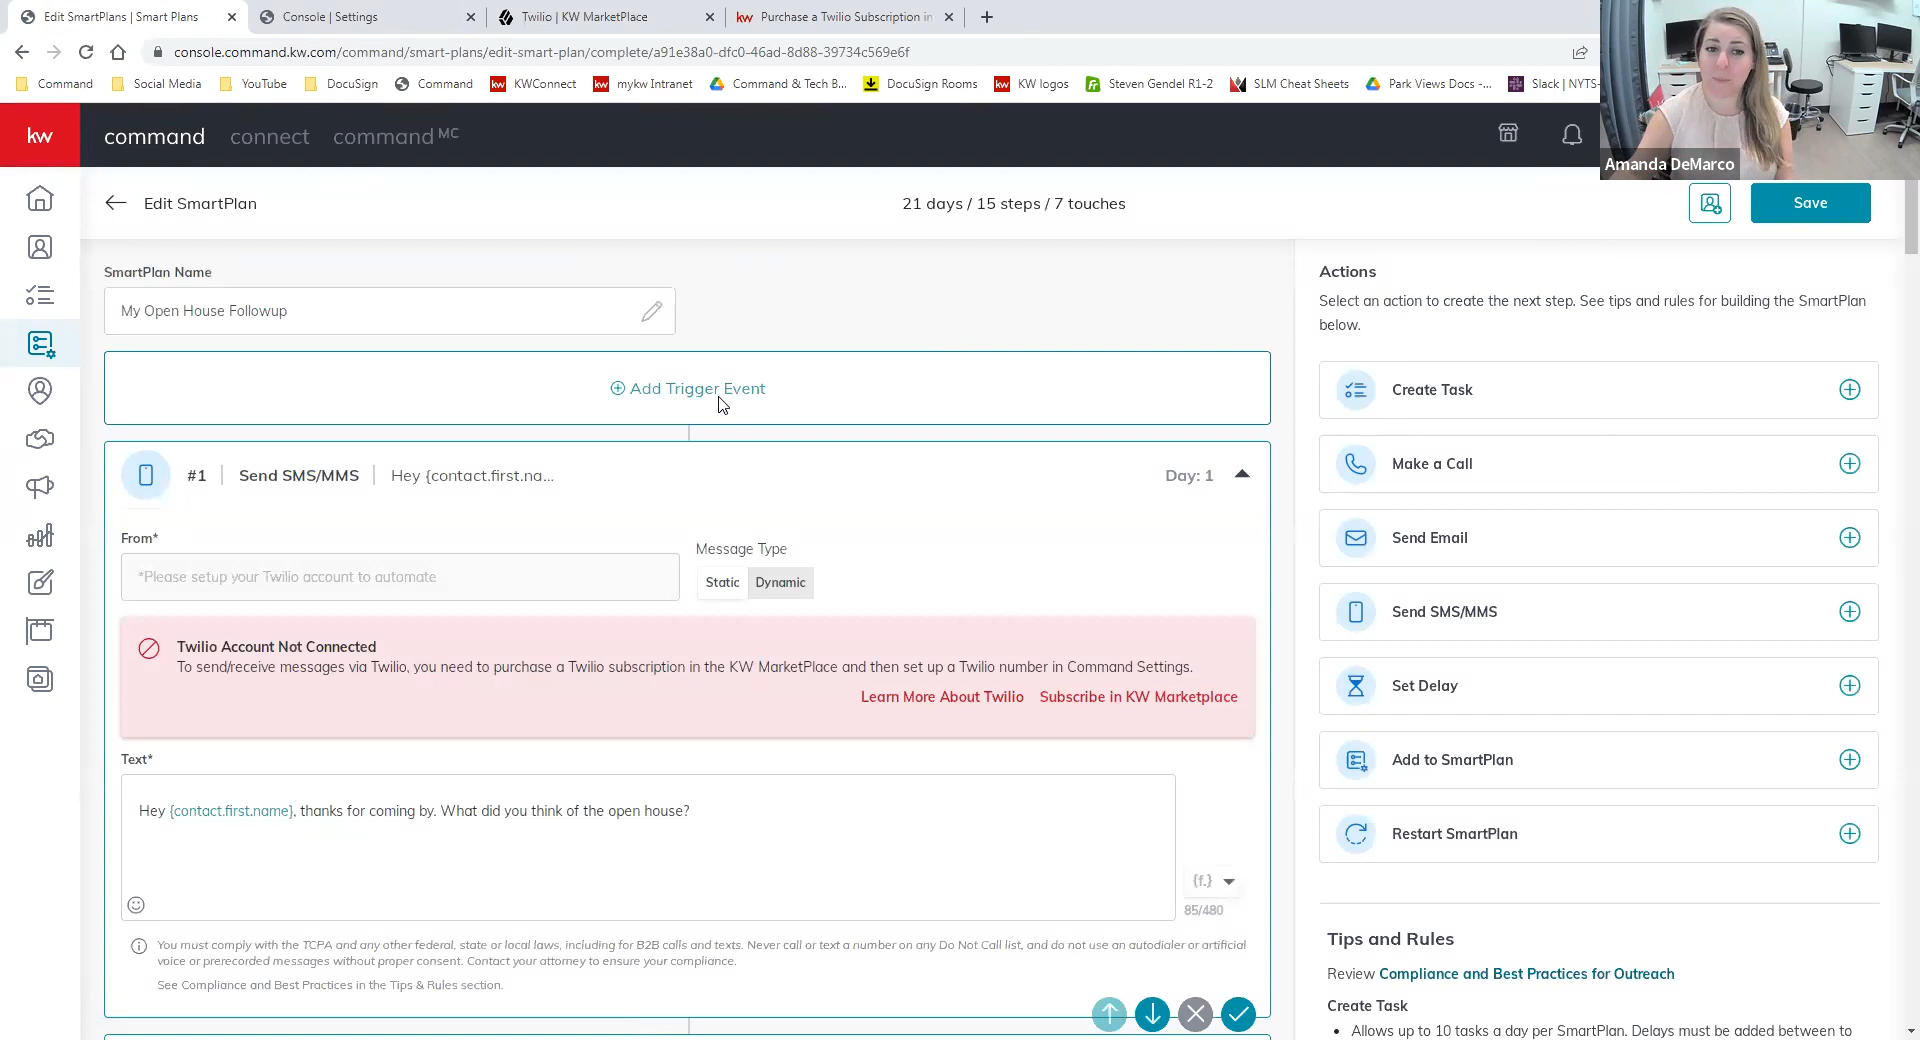 Edit SmartPlans | Smart Plans
Console | Settings
Twilio | KW MarketPlace
kw Purchase a Twilio Subscription in
console.command.kw.com/command/smart-plans/edit-smart-plan/complete/a91e38a0-dfc0-46ad-8d88-39734c569e6f
Command
Social Media
YouTube
DocuSign
Command
kw KWConnect
kw mykw Intranet
Command & Tech B...
DocuSign Rooms
kw KW logos
Steven Gendel R1-2
SLM Cheat Sheets
Park Views Docs -...
Slack | NYTS-
Amanda DeMarco
kw
command
connect
command MC
Edit SmartPlan
21 days / 15 steps / 7 touches
Save
SmartPlan Name
My Open House Followup
Add Trigger Event
#1
Send SMS/MMS
Hey {contact.first.na...
Day: 1
From*
*Please setup your Twilio account to automate
Message Type
Static
Dynamic
Twilio Account Not Connected
To send/receive messages via Twilio, you need to purchase a Twilio subscription in the KW MarketPlace and then set up a Twilio number in Command Settings.
Learn More About Twilio
Subscribe in KW Marketplace
Text*
Hey {contact.first.name}, thanks for coming by. What did you think of the open house?
{f.}
85/480
You must comply with the TCPA and any other federal, state or local laws, including for B2B calls and texts. Never call or text a number on any Do Not Call list, and do not use an autodialer or artificial
voice or prerecorded messages without proper consent. Contact your attorney to ensure your compliance.
See Compliance and Best Practices in the Tips & Rules section.
Actions
Select an action to create the next step. See tips and rules for building the SmartPlan
below.
Create Task
Make a Call
Send Email
Send SMS/MMS
Set Delay
Add to SmartPlan
Restart SmartPlan
Tips and Rules
Review Compliance and Best Practices for Outreach
Create Task
• Allows up to 10 tasks a day per SmartPlan. Delays must be added between to